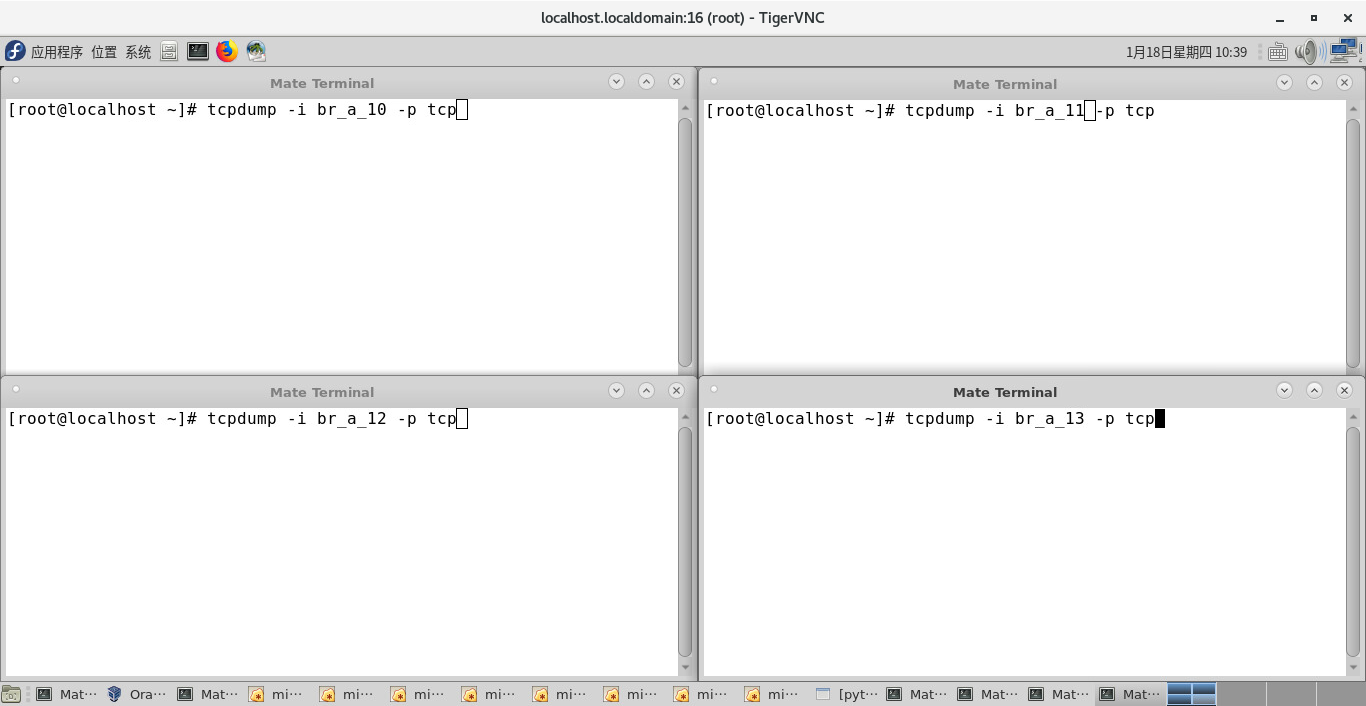 localhost.localdomain:16 (root) - TigerVNC
应用程序 位置 系统 1月18日星期四 10:39
Mate Terminal
[root@localhost ~]# tcpdump -i br_a_10 -p tcp
Mate Terminal
[root@localhost ~]# tcpdump -i br_a_11 -p tcp
Mate Terminal
[root@localhost ~]# tcpdump -i br_a_12 -p tcp
Mate Terminal
[root@localhost ~]# tcpdump -i br_a_13 -p tcp
Mat··· Ora··· Mat··· mi··· mi··· mi··· mi··· mi··· mi··· mi··· mi··· [pyt··· Mat··· Mat··· Mat··· Mat···